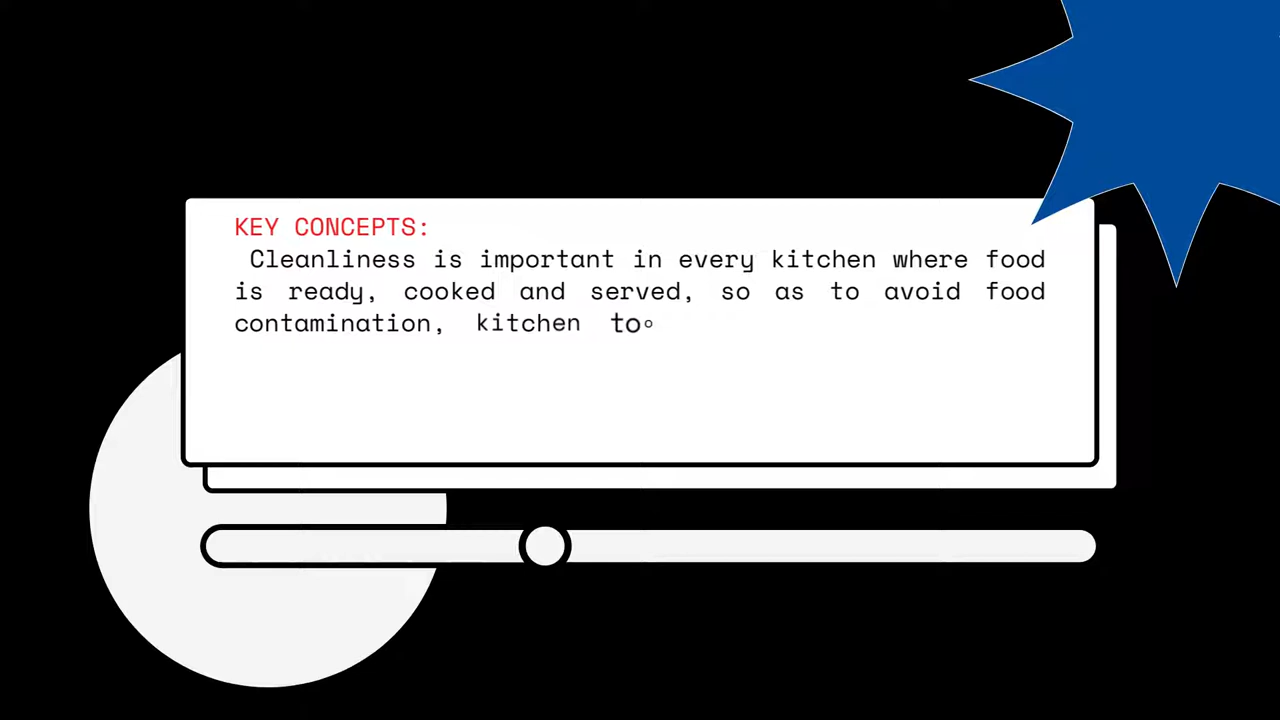 KEY CONCEPTS:
Cleanliness is important in every kitchen where food
is ready, cooked and served, so as to avoid food
contamination, kitchen to